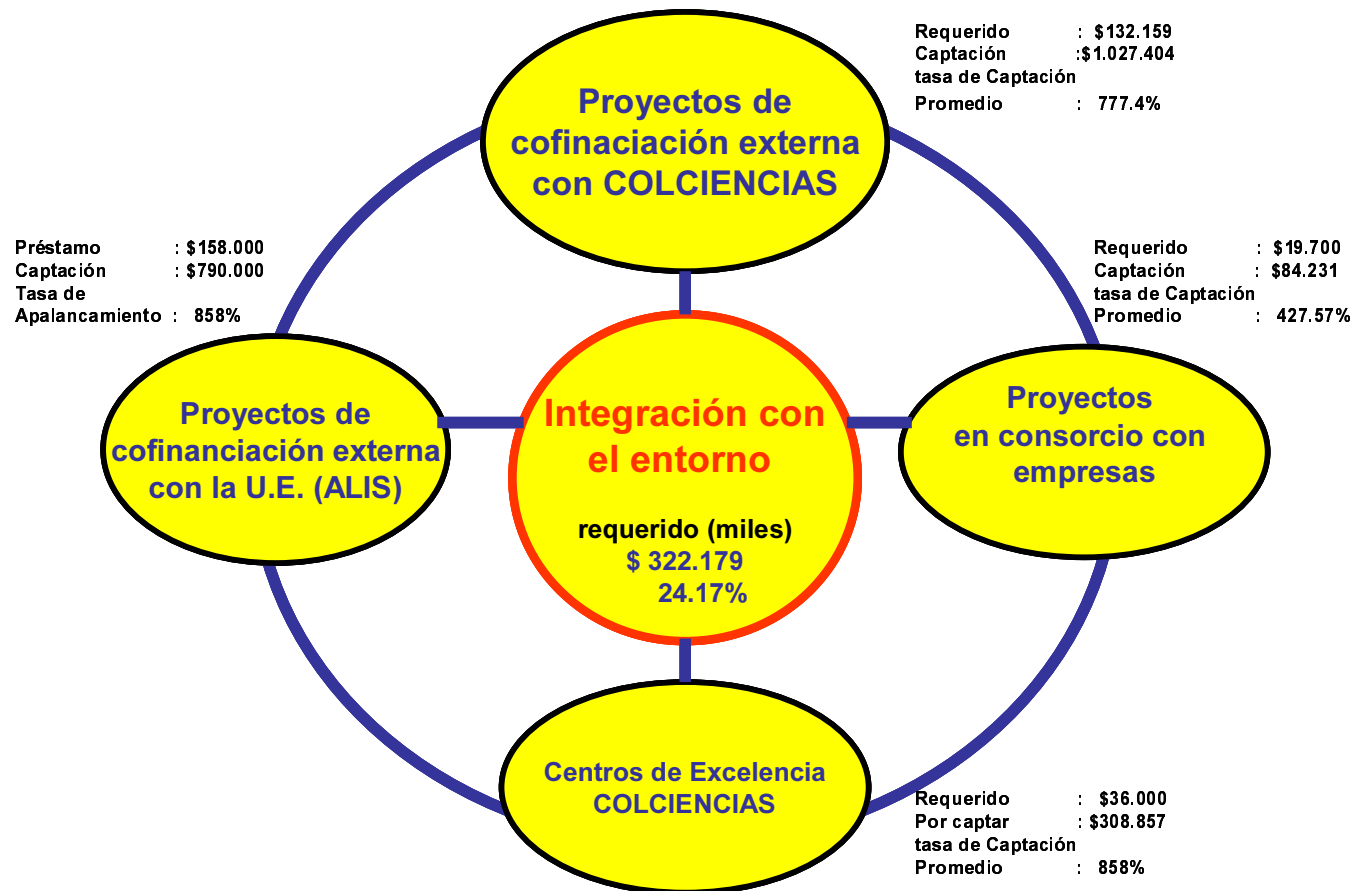 Requerido : $132.159
Captación :$1.027.404
tasa de Captación
Promedio : 777.4%
Proyectos de
cofinaciación externa
con COLCIENCIAS
Préstamo : $158.000
Captación : $790.000
Tasa de
Apalancamiento : 858%
Requerido : $19.700
Captación : $84.231
tasa de Captación
Promedio : 427.57%
Proyectos de
cofinanciación externa
con la U.E. (ALIS)
Integración con
el entorno
requerido (miles)
$ 322.179
24.17%
Proyectos
en consorcio con
empresas
Centros de Excelencia
COLCIENCIAS
Requerido : $36.000
Por captar : $308.857
tasa de Captación
Promedio : 858%